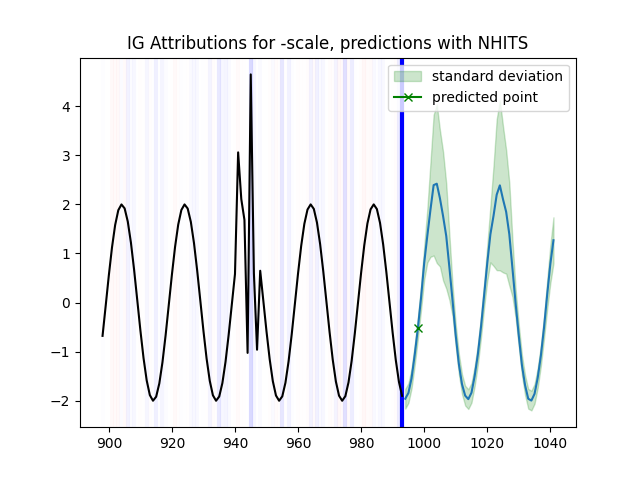 IG Attributions for -scale, predictions with NHITS
standard deviation
predicted point
4
3
2
1
0
−1
−2
900 920 940 960 980 1000 1020 1040